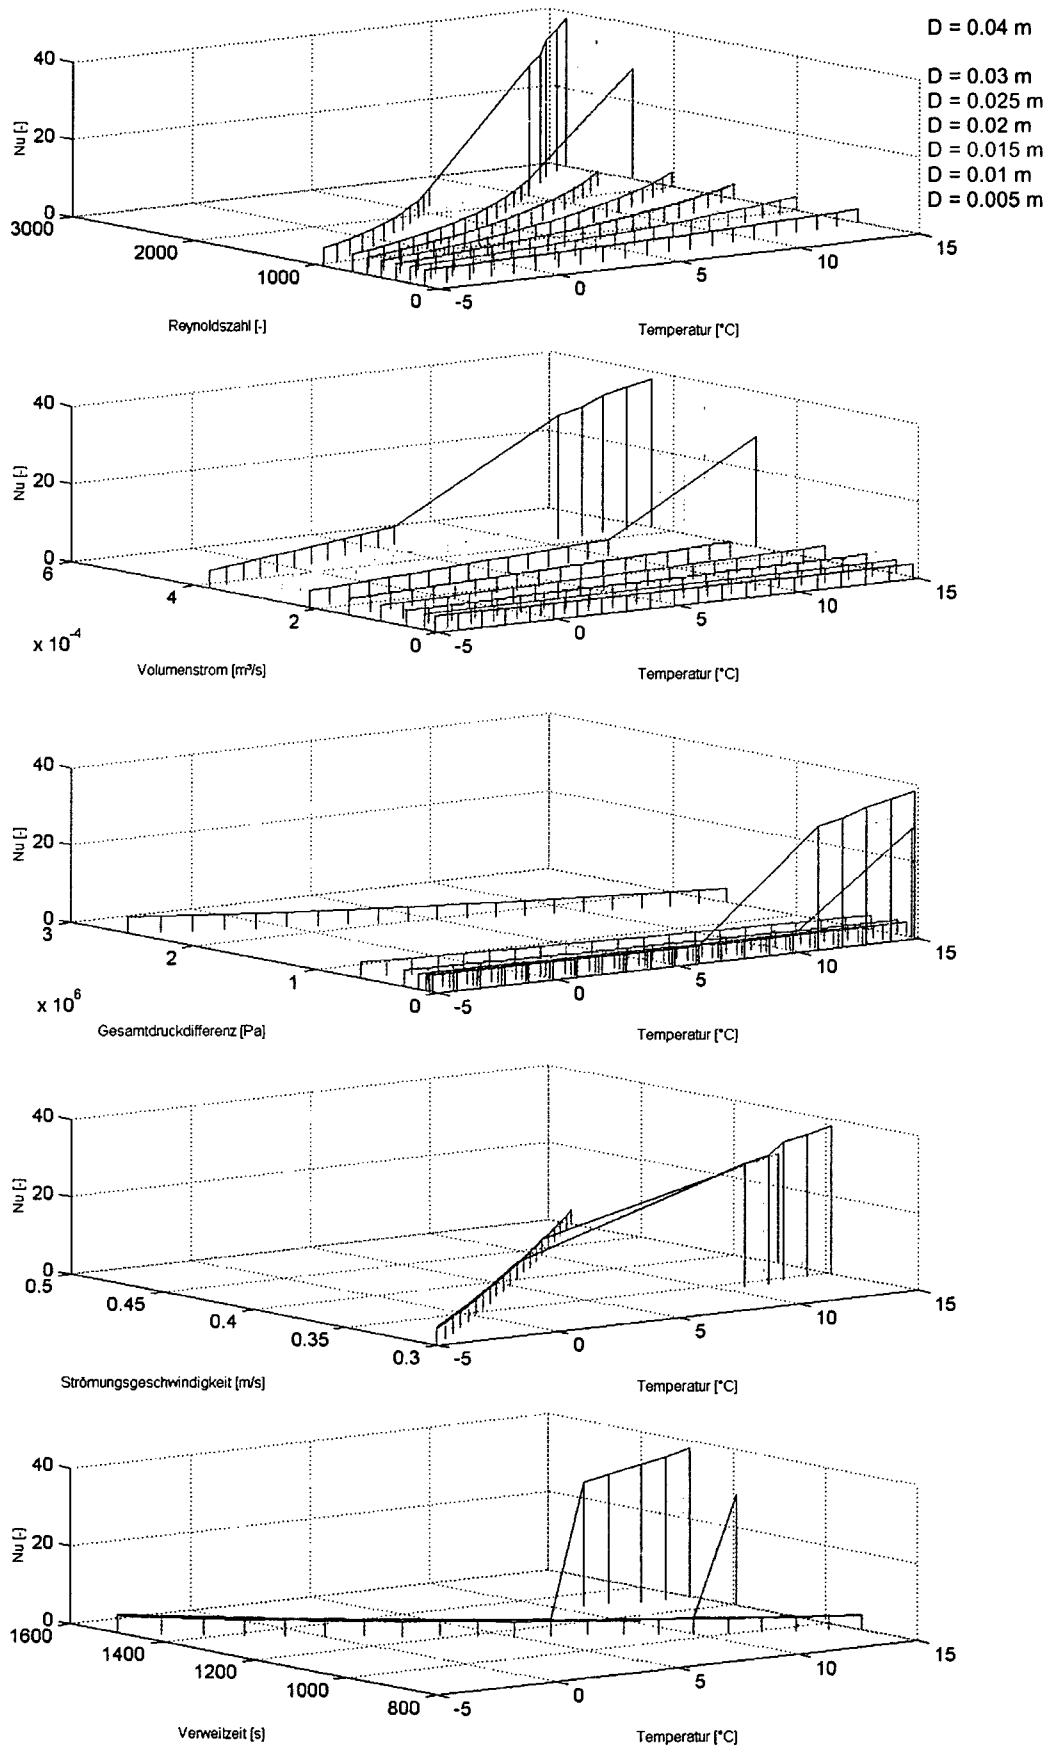 D = 0.04 m
D = 0.03 m
D = 0.025 m
D = 0.02 m
D = 0.015 m
D = 0.01 m
D = 0.005 m
40
20
0
Nu [-]
3000
2000
1000
0
-5
0
5
10
15
Reynoldszahl [-]
Temperatur [°C]
40
20
0
Nu [-]
6
4
2
0
-5
0
5
10
15
x 10⁻⁴
Volumenstrom [m³/s]
Temperatur [°C]
40
20
0
Nu [-]
3
2
1
0
-5
0
5
10
15
x 10⁶
Gesamtdruckdifferenz [Pa]
Temperatur [°C]
40
20
0
Nu [-]
0.5
0.45
0.4
0.35
0.3
-5
0
5
10
15
Strömungsgeschwindigkeit [m/s]
Temperatur [°C]
40
20
0
Nu [-]
1600
1400
1200
1000
800
-5
0
5
10
15
Verweilzeit [s]
Temperatur [°C]